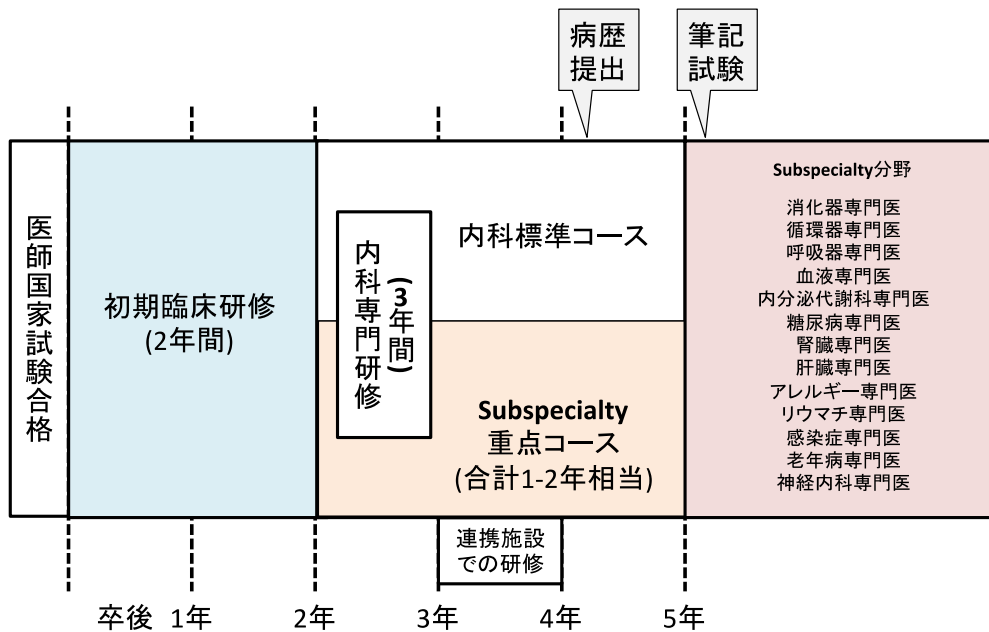 病歴
提出
筆記
試験
医師国家試験合格
初期臨床研修
(2年間)
内科専門研修
(3年間)
内科標準コース
Subspecialty
重点コース
(合計1-2年相当)
Subspecialty分野
消化器専門医
循環器専門医
呼吸器専門医
血液専門医
内分泌代謝科専門医
糖尿病専門医
腎臓専門医
肝臓専門医
アレルギー専門医
リウマチ専門医
感染症専門医
老年病専門医
神経内科専門医
連携施設
での研修
卒後 1年 2年 3年 4年 5年